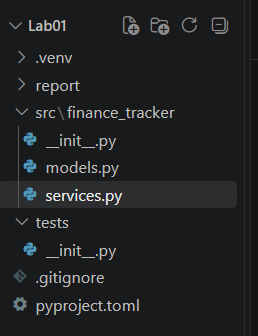 Lab01
.venv
report
src\finance_tracker
__init__.py
models.py
services.py
tests
__init__.py
.gitignore
pyproject.toml